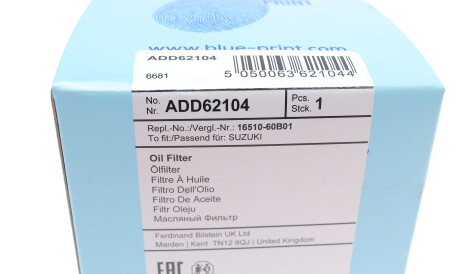 PRINT
www.blue-print.com
ADD62104
6681
5 050063 621044
No. Nr. ADD62104
Pcs. Stck. 1
Repl.-No.:/Vergl.-Nr.: 16510-60B01
To fit:/Passend für: SUZUKI
Oil Filter
Ölfilter
Filtre À Huile
Filtro Dell'Olio
Filtro De Aceite
Filtr Oleju
Масляный Фильтр
Ferdinand Bilstein UK Ltd
Marden | Kent TN12 9QJ | United Kingdom
EAC